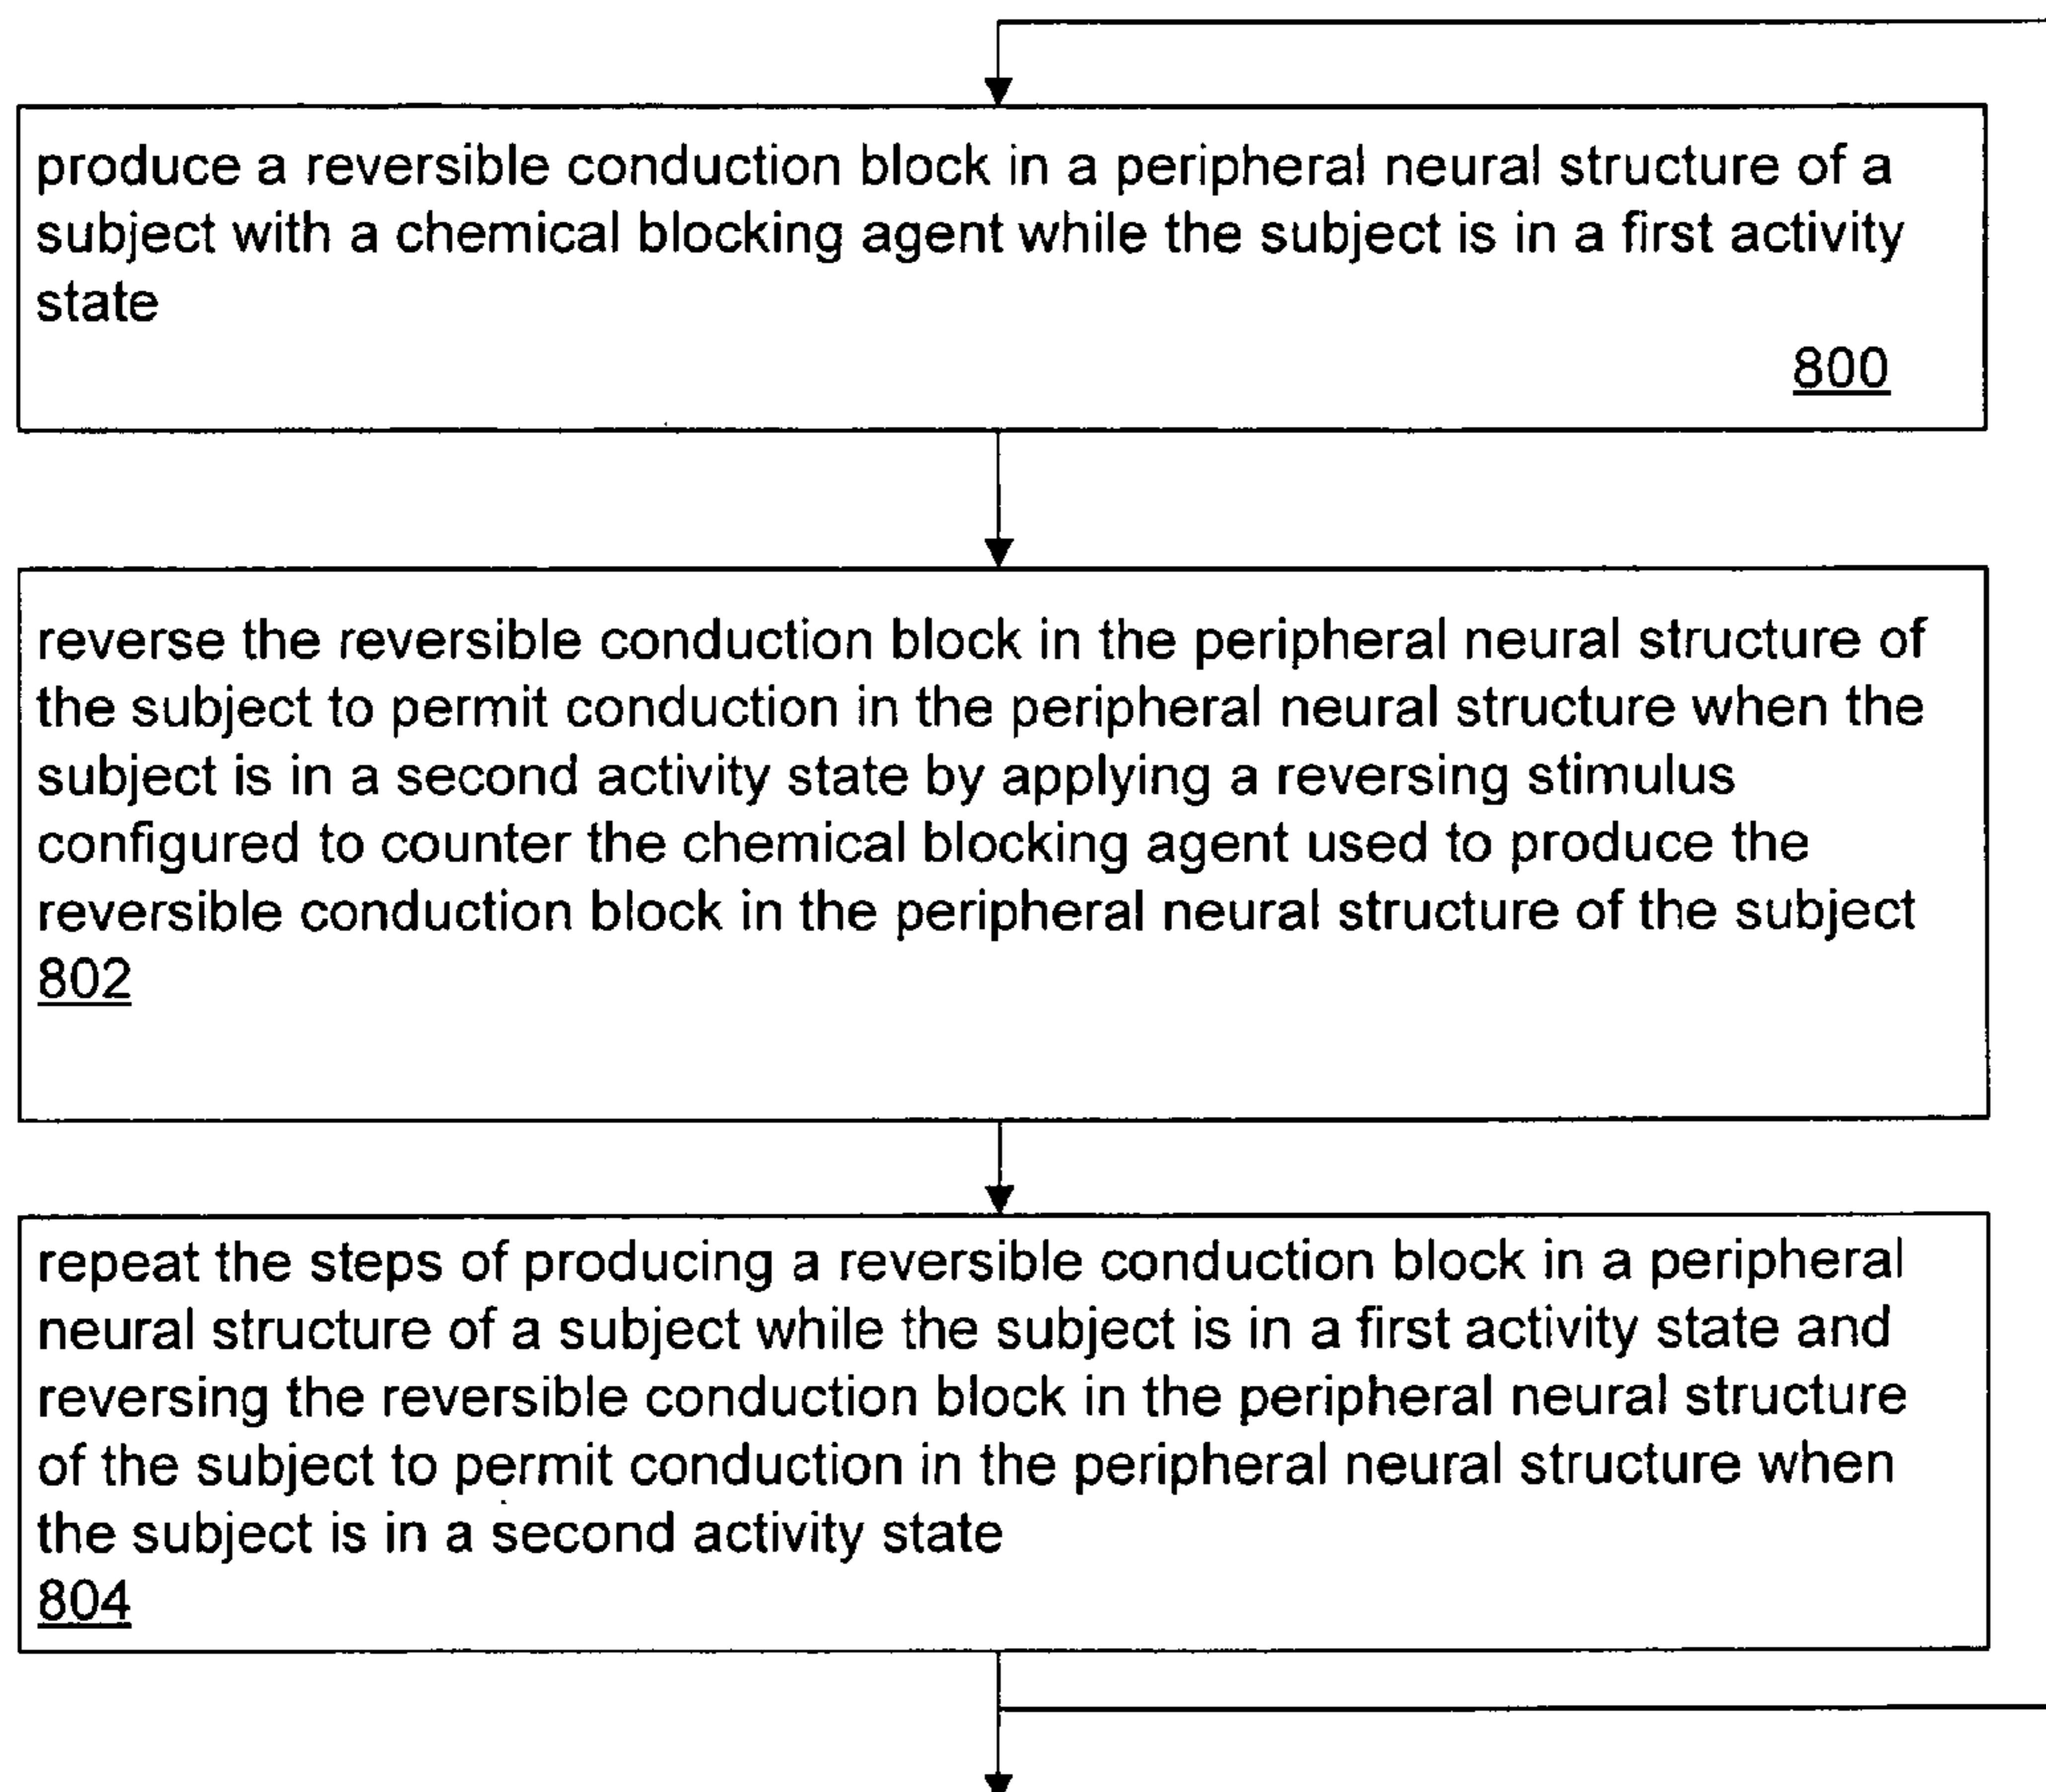 produce a reversible conduction block in a peripheral neural structure of a
subject with a chemical blocking agent while the subject is in a first activity
state
800
reverse the reversible conduction block in the peripheral neural structure of
the subject to permit conduction in the peripheral neural structure when the
subject is in a second activity state by applying a reversing stimulus
configured to counter the chemical blocking agent used to produce the
reversible conduction block in the peripheral neural structure of the subject
802
repeat the steps of producing a reversible conduction block in a peripheral
neural structure of a subject while the subject is in a first activity state and
reversing the reversible conduction block in the peripheral neural structure
of the subject to permit conduction in the peripheral neural structure when
the subject is in a second activity state
804